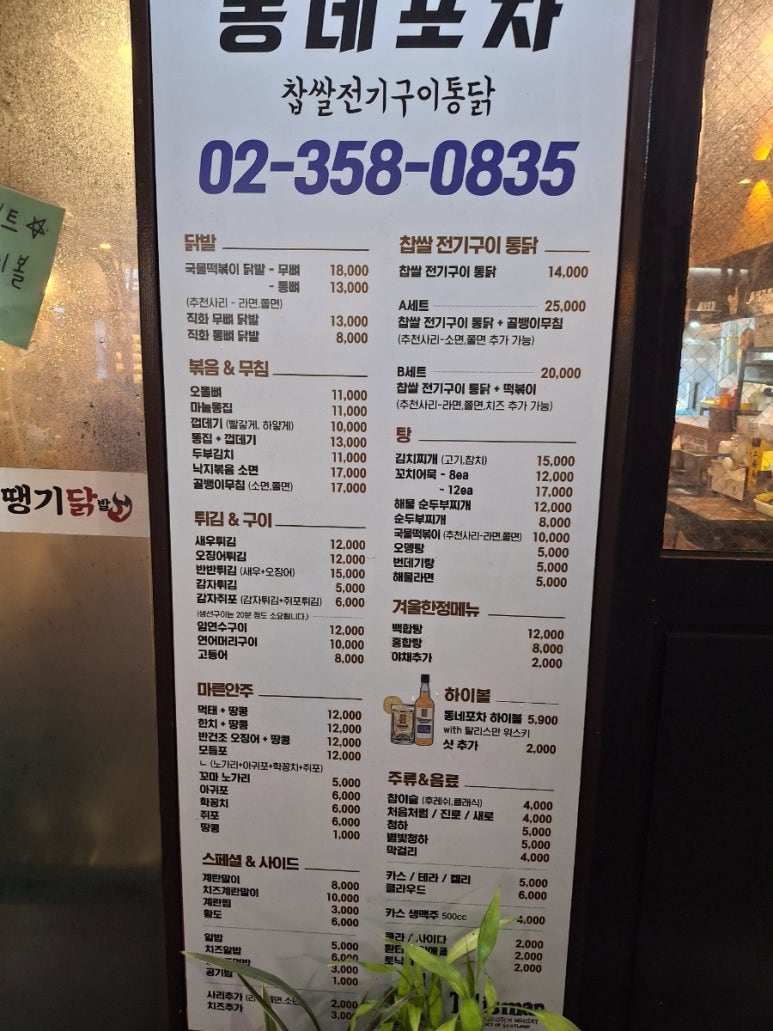 동네포차
찹쌀전기구이통닭
02-358-0835
닭발
국물떡볶이 닭발 - 무뼈 18,000
- 통뼈 13,000
(추천사리 - 라면,쫄면)
직화 무뼈 닭발 13,000
직화 통뼈 닭발 8,000
볶음 & 무침
오돌뼈 11,000
마늘똥집 11,000
껍데기 (빨갛게, 하얗게) 10,000
똥집 + 껍데기 13,000
두부김치 11,000
낙지볶음 소면 17,000
골뱅이무침 (소면,쫄면) 17,000
튀김 & 구이
새우튀김 12,000
오징어튀김 12,000
반반튀김 (새우+오징어) 15,000
감자튀김 5,000
감자쥐포 (감자튀김+쥐포튀김) 6,000
(생선구이는 20분 정도 소요됩니다.)
임연수구이 12,000
연어머리구이 10,000
고등어 8,000
마른안주
먹태 + 땅콩 12,000
한치 + 땅콩 12,000
반건조 오징어 + 땅콩 12,000
모듬포 12,000
ㄴ (노가리+아귀포+학꽁치+쥐포)
꼬마 노가리 5,000
아귀포 6,000
학꽁치 6,000
쥐포 6,000
땅콩 1,000
스페셜 & 사이드
계란말이 8,000
치즈계란말이 10,000
계란찜 3,000
황도 6,000
알밥 5,000
치즈알밥 6,000
3,000
공기밥 1,000
사리추가 2,000
치즈추가 3,000
찹쌀 전기구이 통닭
찹쌀 전기구이 통닭 14,000
A세트 25,000
찹쌀 전기구이 통닭 + 골뱅이무침
(추천사리-소면,쫄면 추가 가능)
B세트 20,000
찹쌀 전기구이 통닭 + 떡볶이
(추천사리-라면,쫄면,치즈 추가 가능)
탕
김치찌개 (고기,참치) 15,000
꼬치어묵 - 8ea 12,000
- 12ea 17,000
해물 순두부찌개 12,000
순두부찌개 8,000
국물떡볶이 (추천사리-라면,쫄면) 10,000
오뎅탕 5,000
번데기탕 5,000
해물라면 5,000
겨울한정메뉴
백합탕 12,000
홍합탕 8,000
야채추가 2,000
하이볼
동네포차 하이볼 5,900
with 탈리스만 위스키
샷 추가 2,000
주류&음료
참이슬 (후레쉬,클래식) 4,000
처음처럼 / 진로 / 새로 4,000
청하 5,000
별빛청하 5,000
막걸리 4,000
카스 / 테라 / 켈리 5,000
클라우드 6,000
카스 생맥주 500cc 4,000
콜라 / 사이다 2,000
2,000
2,000
SCOTCH WHISKY
땡기닭발